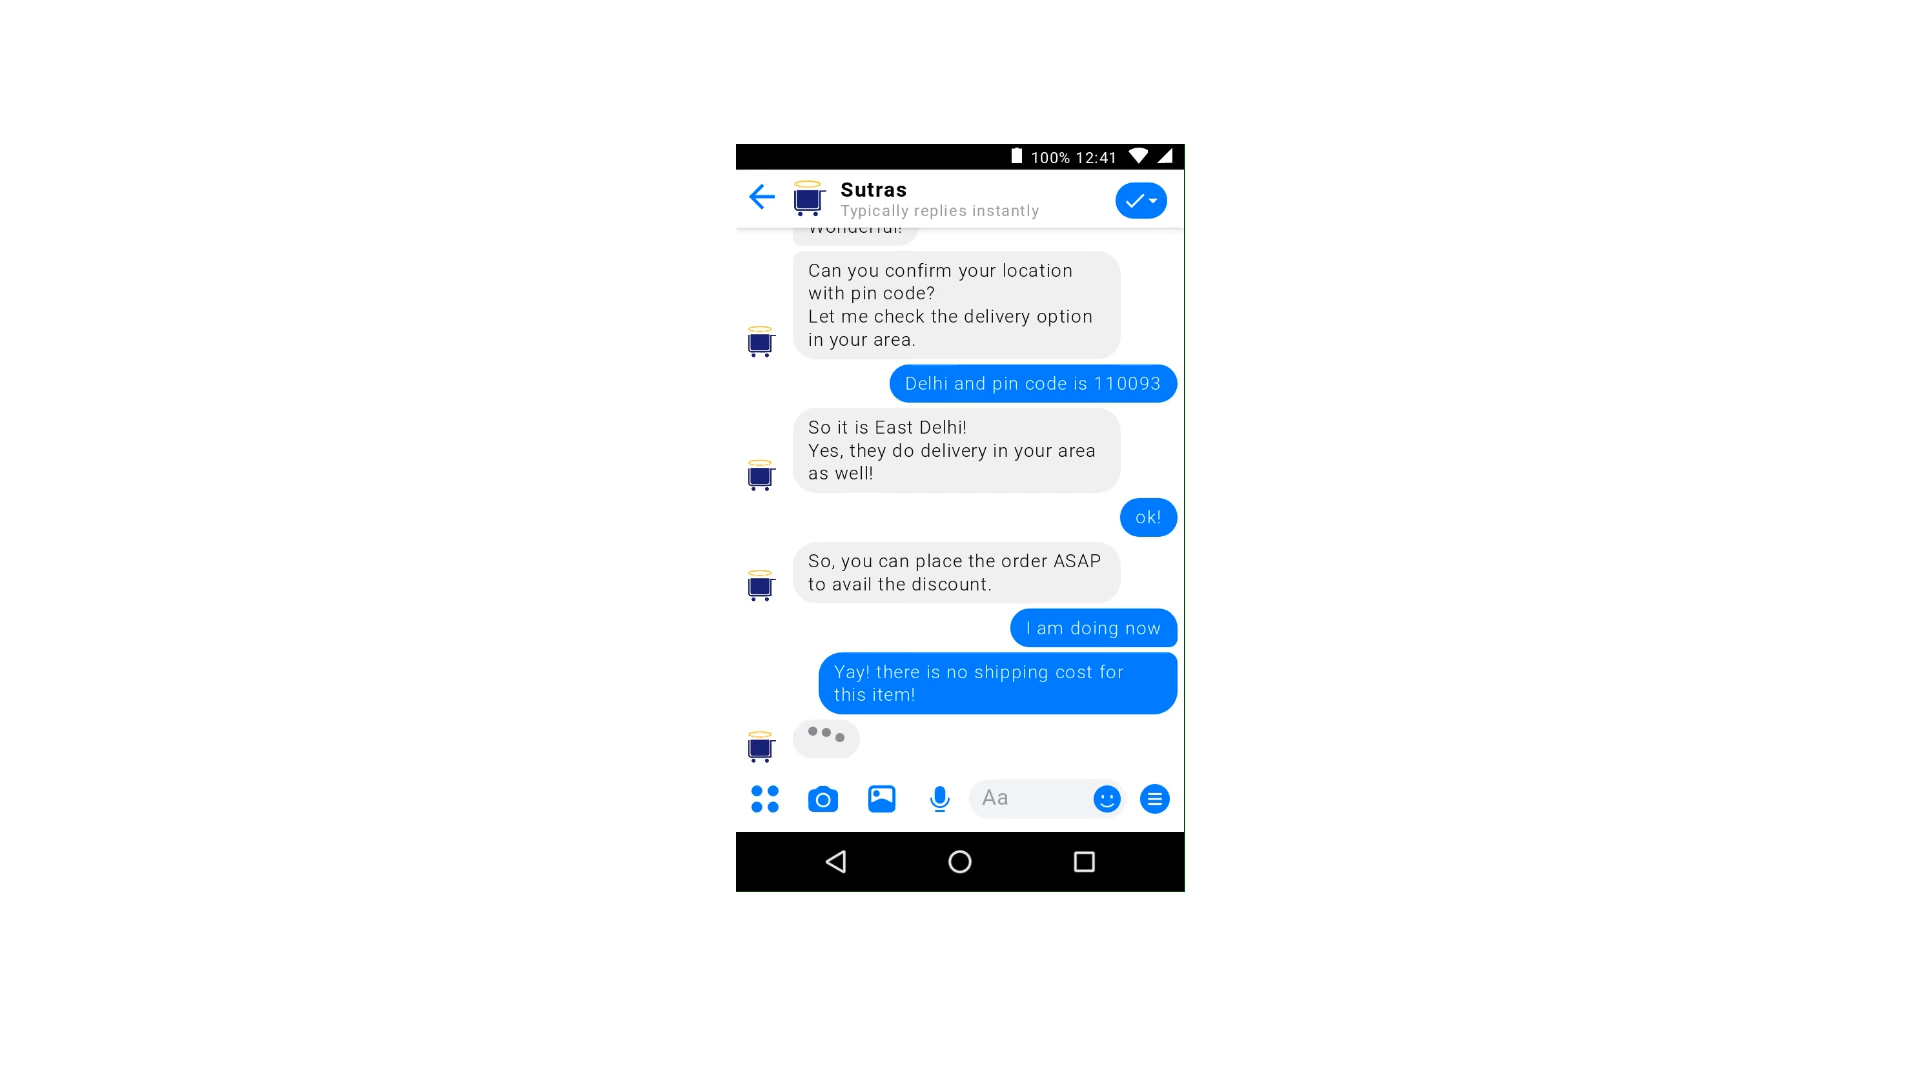 100% 12:41
Sutras
Typically replies instantly
Wonderful!
Can you confirm your location
with pin code?
Let me check the delivery option
in your area.
Delhi and pin code is 110093
So it is East Delhi!
Yes, they do delivery in your area
as well!
ok!
So, you can place the order ASAP
to avail the discount.
I am doing now
Yay! there is no shipping cost for
this item!
Aa